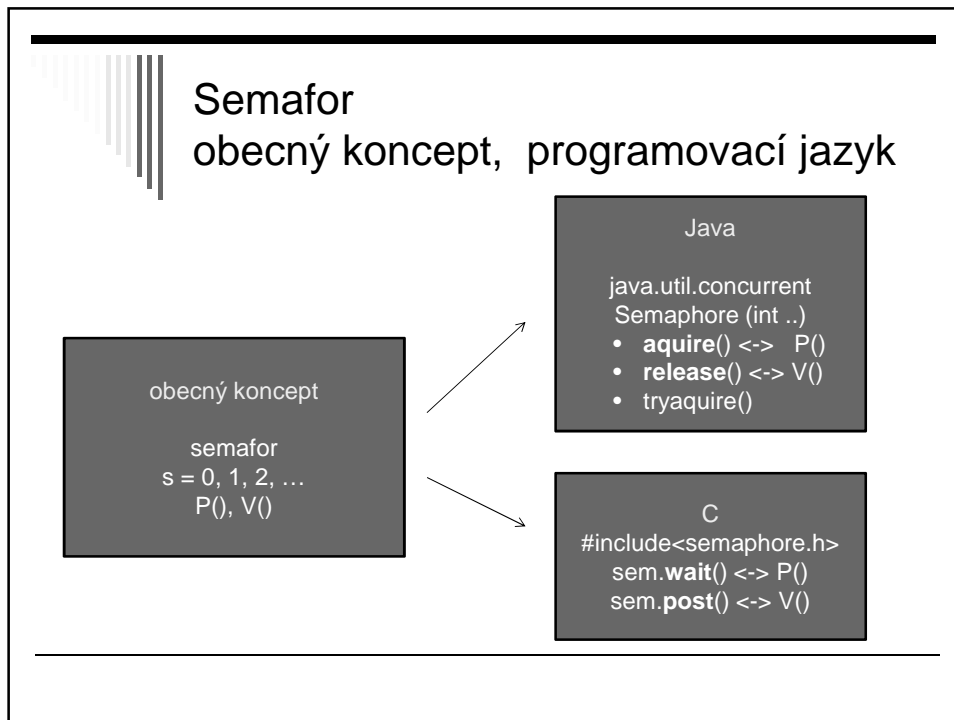 Semafor
obecný koncept, programovací jazyk
obecný koncept
semafor
s = 0, 1, 2, …
P(), V()
Java
java.util.concurrent
Semaphore (int ..)
• aquire() <-> P()
• release() <-> V()
• tryaquire()
C
#include<semaphore.h>
sem.wait() <-> P()
sem.post() <-> V()